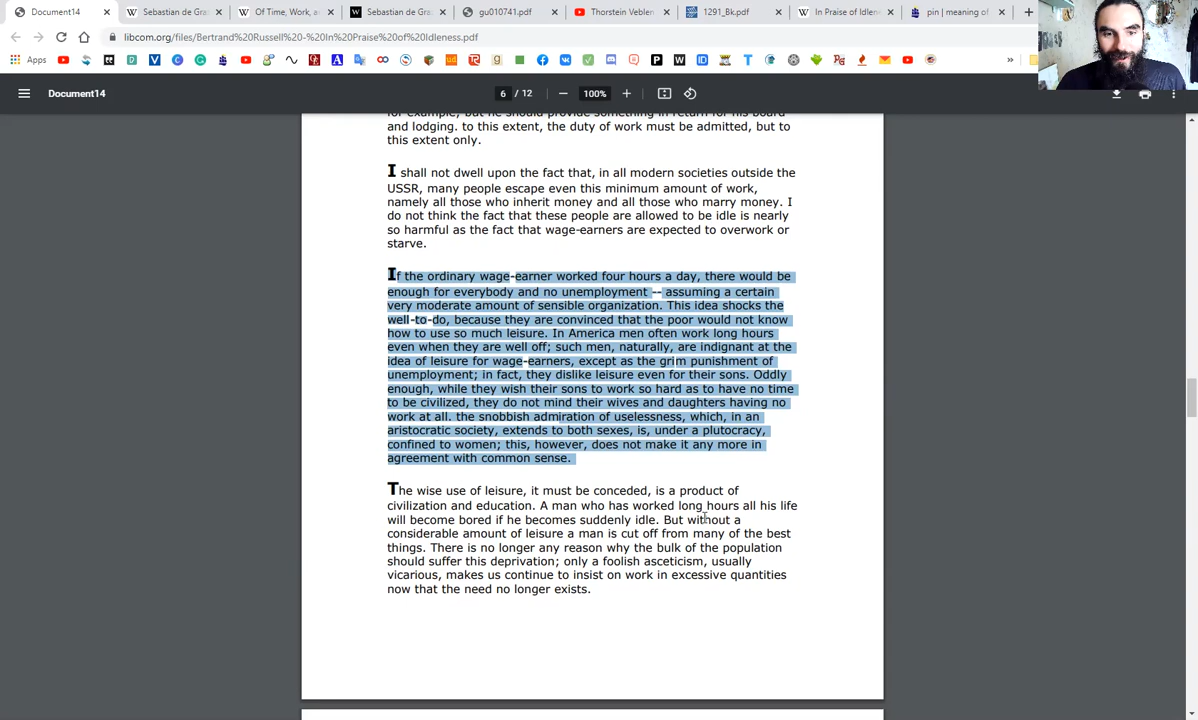 Document14
Sebastian de Gra
Of Time, Work, a
Sebastian de Gra
gu010741.pdf
Thorstein Veblen
1291_Bk.pdf
In Praise of Idlene
pin | meaning of
libcom.org/files/Bertrand%20Russell%20-%20In%20Praise%20of%20Idleness.pdf
Apps
Document14
6 / 12
100%
for example, but he should provide something in return for his board
and lodging. to this extent, the duty of work must be admitted, but to
this extent only.
I shall not dwell upon the fact that, in all modern societies outside the
USSR, many people escape even this minimum amount of work,
namely all those who inherit money and all those who marry money. I
do not think the fact that these people are allowed to be idle is nearly
so harmful as the fact that wage-earners are expected to overwork or
starve.
If the ordinary wage-earner worked four hours a day, there would be
enough for everybody and no unemployment -- assuming a certain
very moderate amount of sensible organization. This idea shocks the
well-to-do, because they are convinced that the poor would not know
how to use so much leisure. In America men often work long hours
even when they are well off; such men, naturally, are indignant at the
idea of leisure for wage-earners, except as the grim punishment of
unemployment; in fact, they dislike leisure even for their sons. Oddly
enough, while they wish their sons to work so hard as to have no time
to be civilized, they do not mind their wives and daughters having no
work at all. the snobbish admiration of uselessness, which, in an
aristocratic society, extends to both sexes, is, under a plutocracy,
confined to women; this, however, does not make it any more in
agreement with common sense.
The wise use of leisure, it must be conceded, is a product of
civilization and education. A man who has worked long hours all his life
will become bored if he becomes suddenly idle. But without a
considerable amount of leisure a man is cut off from many of the best
things. There is no longer any reason why the bulk of the population
should suffer this deprivation; only a foolish asceticism, usually
vicarious, makes us continue to insist on work in excessive quantities
now that the need no longer exists.